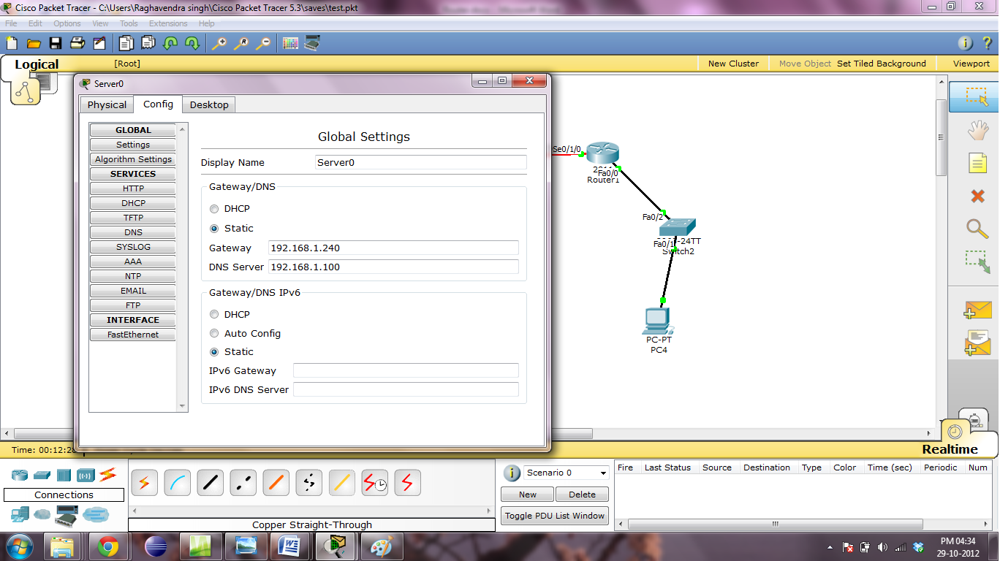 Cisco Packet Tracer - C:\Users\Raghavendra singh\Cisco Packet Tracer 5.3\saves\test.pkt
File Edit Options View Tools Extensions Help
Logical [Root] New Cluster Move Object Set Tiled Background Viewport
Server0
Physical Config Desktop
GLOBAL
Settings
Algorithm Settings
SERVICES
HTTP
DHCP
TFTP
DNS
SYSLOG
AAA
NTP
EMAIL
FTP
INTERFACE
FastEthernet
Global Settings
Display Name Server0
Gateway/DNS
DHCP
Static
Gateway 192.168.1.240
DNS Server 192.168.1.100
Gateway/DNS IPv6
DHCP
Auto Config
Static
IPv6 Gateway
IPv6 DNS Server
Se0/1/0
Fa0/0
Router1
Fa0/2
-24TT
Fa0/1
Switch2
PC-PT
PC4
Time: 00:12:28
Realtime
Connections
Copper Straight-Through
Scenario 0
New Delete
Toggle PDU List Window
Fire Last Status Source Destination Type Color Time (sec) Periodic Num
PM 04:34
29-10-2012